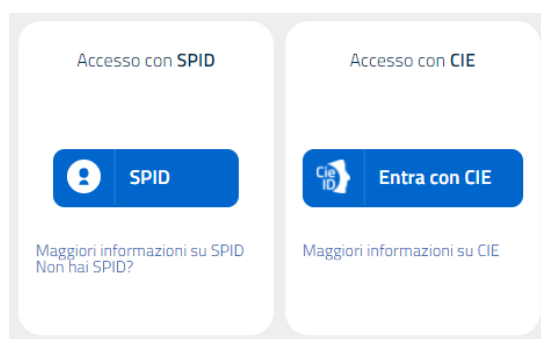 Accesso con SPID
SPID
Maggiori informazioni su SPID
Non hai SPID?
Accesso con CIE
Cie
ID
Entra con CIE
Maggiori informazioni su CIE